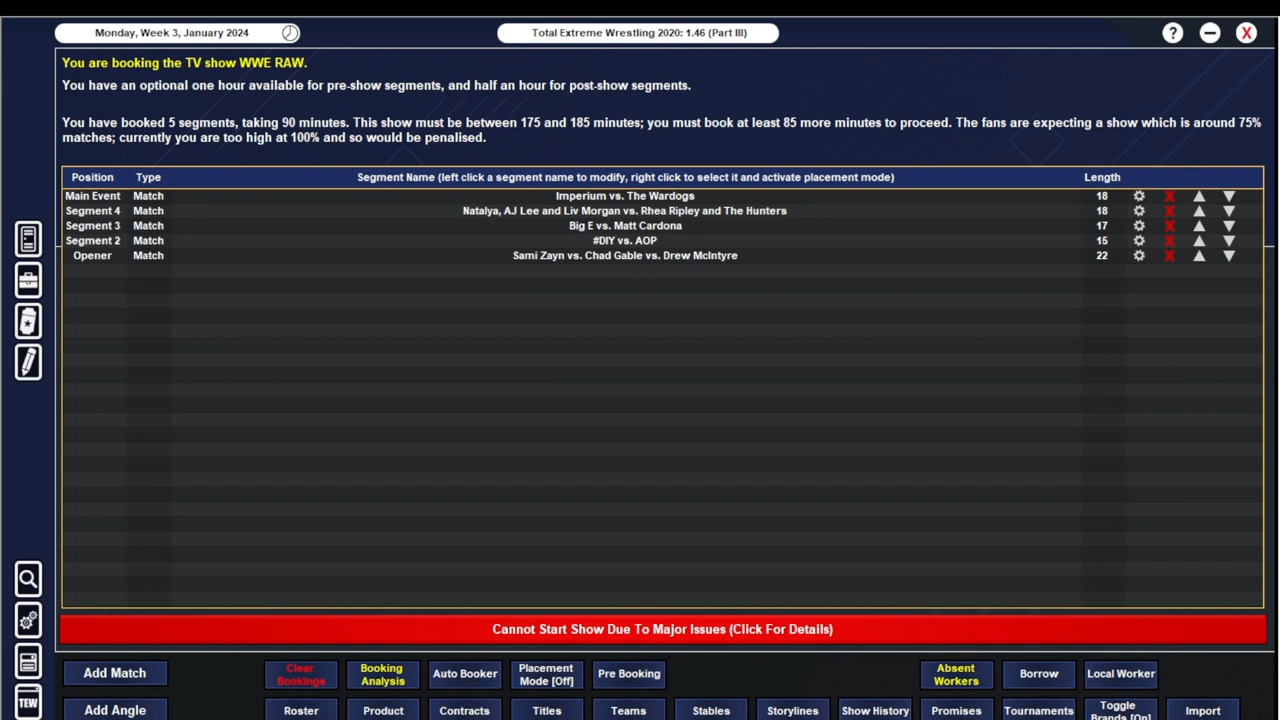 Monday, Week 3, January 2024
Total Extreme Wrestling 2020: 1.46 (Part III)
? – X
You are booking the TV show WWE RAW.
You have an optional one hour available for pre-show segments, and half an hour for post-show segments.
You have booked 5 segments, taking 90 minutes. This show must be between 175 and 185 minutes; you must book at least 85 more minutes to proceed. The fans are expecting a show which is around 75%
matches; currently you are too high at 100% and so would be penalised.
Position Type Segment Name (left click a segment name to modify, right click to select it and activate placement mode) Length
Main Event Match Imperium vs. The Wardogs 18 X
Segment 4 Match Natalya, AJ Lee and Liv Morgan vs. Rhea Ripley and The Hunters 18 X
Segment 3 Match Big E vs. Matt Cardona 17 X
Segment 2 Match #DIY vs. AOP 15 X
Opener Match Sami Zayn vs. Chad Gable vs. Drew McIntyre 22 X
Cannot Start Show Due To Major Issues (Click For Details)
Add Match
Clear
Bookings
Booking
Analysis
Auto Booker
Placement
Mode [Off]
Pre Booking
Absent
Workers
Borrow
Local Worker
TEW
Add Angle
Roster
Product
Contracts
Titles
Teams
Stables
Storylines
Show History
Promises
Tournaments
Toggle
Brands [On]
Import